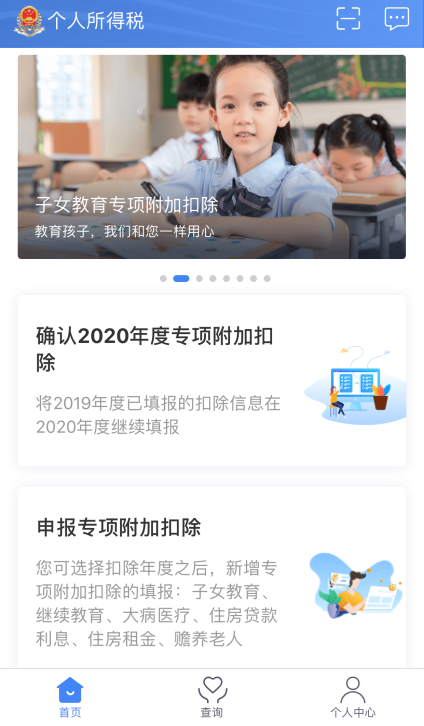 个人所得税
子女教育专项附加扣除
教育孩子，我们和您一样用心
确认2020年度专项附加扣
除
将2019年度已填报的扣除信息在
2020年度继续填报
申报专项附加扣除
您可选择扣除年度之后，新增专
项附加扣除的填报：子女教育、
继续教育、大病医疗、住房贷款
利息、住房租金、赡养老人
首页
查询
个人中心